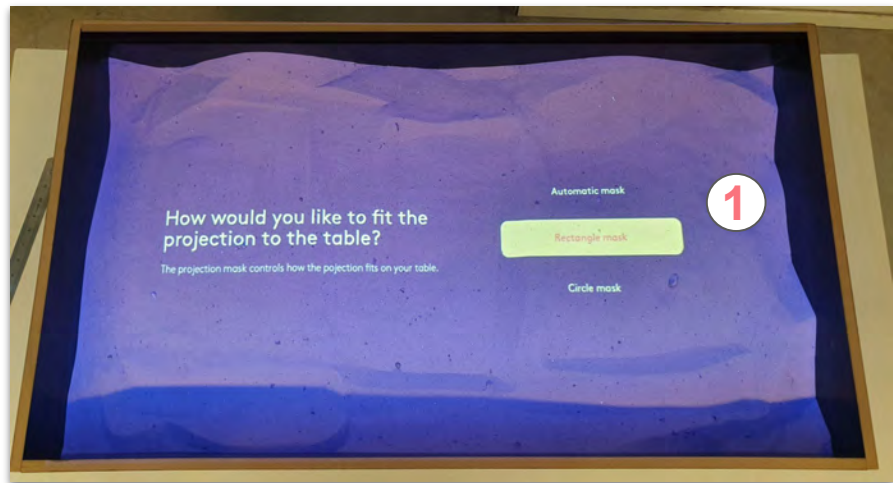 How would you like to fit the
projection to the table?
The projection mask controls how the pojection fits on your table.
Automatic mask
Rectangle mask
Circle mask
1